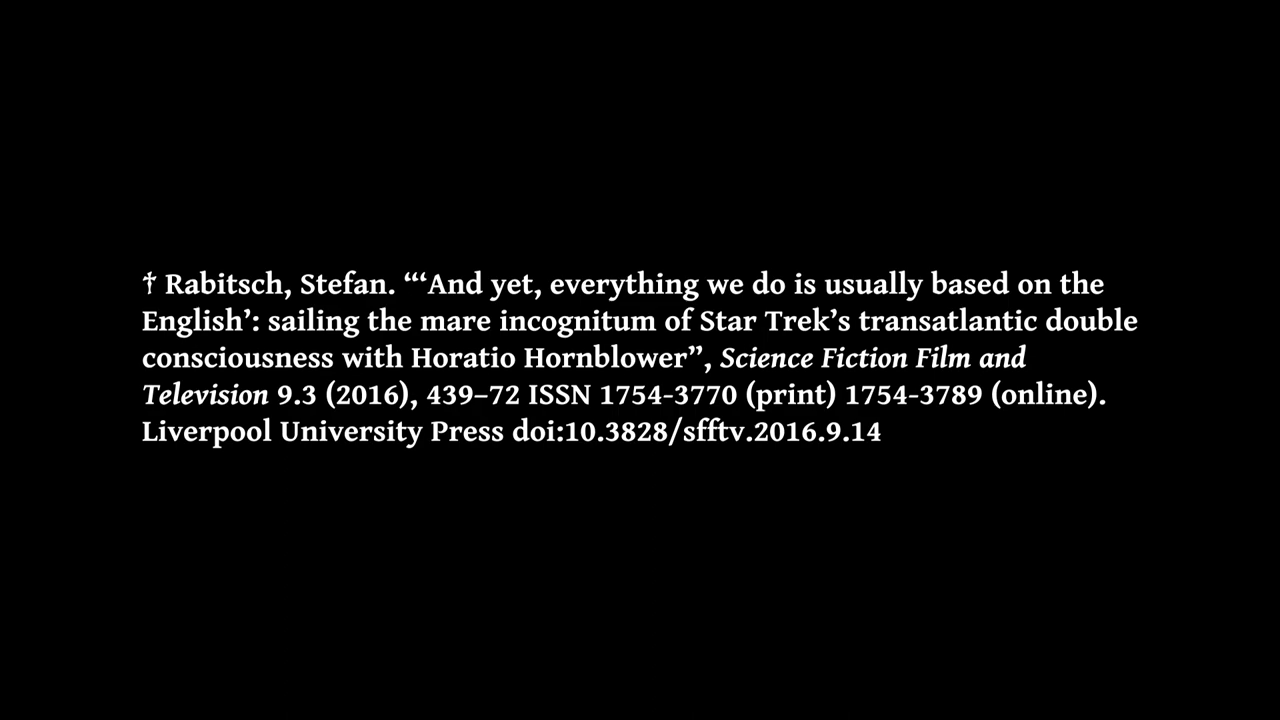 † Rabitsch, Stefan. “‘And yet, everything we do is usually based on the
English’: sailing the mare incognitum of Star Trek’s transatlantic double
consciousness with Horatio Hornblower”, Science Fiction Film and
Television 9.3 (2016), 439–72 ISSN 1754-3770 (print) 1754-3789 (online).
Liverpool University Press doi:10.3828/sfftv.2016.9.14